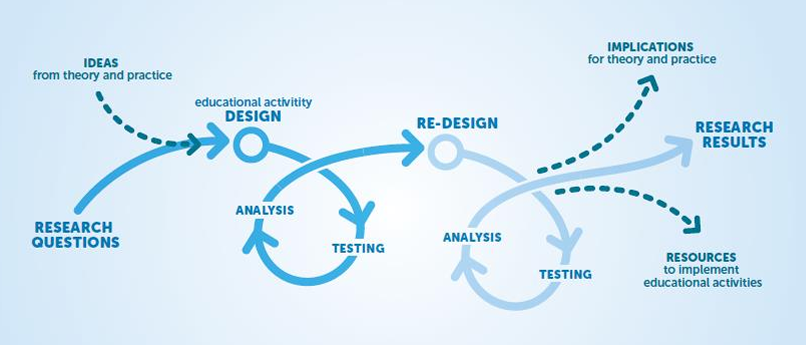 IDEAS
from theory and practice
RESEARCH
QUESTIONS
educational activitity
DESIGN
ANALYSIS
TESTING
RE-DESIGN
ANALYSIS
TESTING
IMPLICATIONS
for theory and practice
RESEARCH
RESULTS
RESOURCES
to implement
educational activities